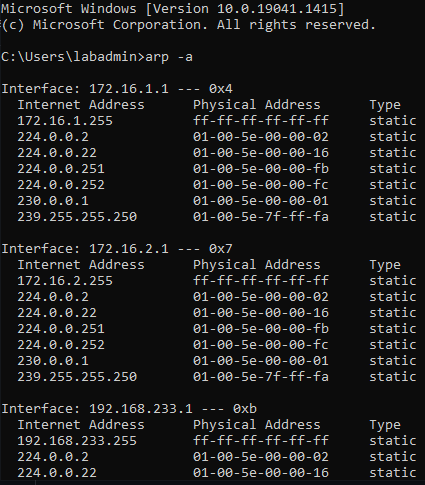 Microsoft Windows [Version 10.0.19041.1415]
(c) Microsoft Corporation. All rights reserved.
C:\Users\labadmin>arp -a
Interface: 172.16.1.1 --- 0x4
Internet Address Physical Address Type
172.16.1.255 ff-ff-ff-ff-ff-ff static
224.0.0.2 01-00-5e-00-00-02 static
224.0.0.22 01-00-5e-00-00-16 static
224.0.0.251 01-00-5e-00-00-fb static
224.0.0.252 01-00-5e-00-00-fc static
230.0.0.1 01-00-5e-00-00-01 static
239.255.255.250 01-00-5e-7f-ff-fa static
Interface: 172.16.2.1 --- 0x7
Internet Address Physical Address Type
172.16.2.255 ff-ff-ff-ff-ff-ff static
224.0.0.2 01-00-5e-00-00-02 static
224.0.0.22 01-00-5e-00-00-16 static
224.0.0.251 01-00-5e-00-00-fb static
224.0.0.252 01-00-5e-00-00-fc static
230.0.0.1 01-00-5e-00-00-01 static
239.255.255.250 01-00-5e-7f-ff-fa static
Interface: 192.168.233.1 --- 0xb
Internet Address Physical Address Type
192.168.233.255 ff-ff-ff-ff-ff-ff static
224.0.0.2 01-00-5e-00-00-02 static
224.0.0.22 01-00-5e-00-00-16 static